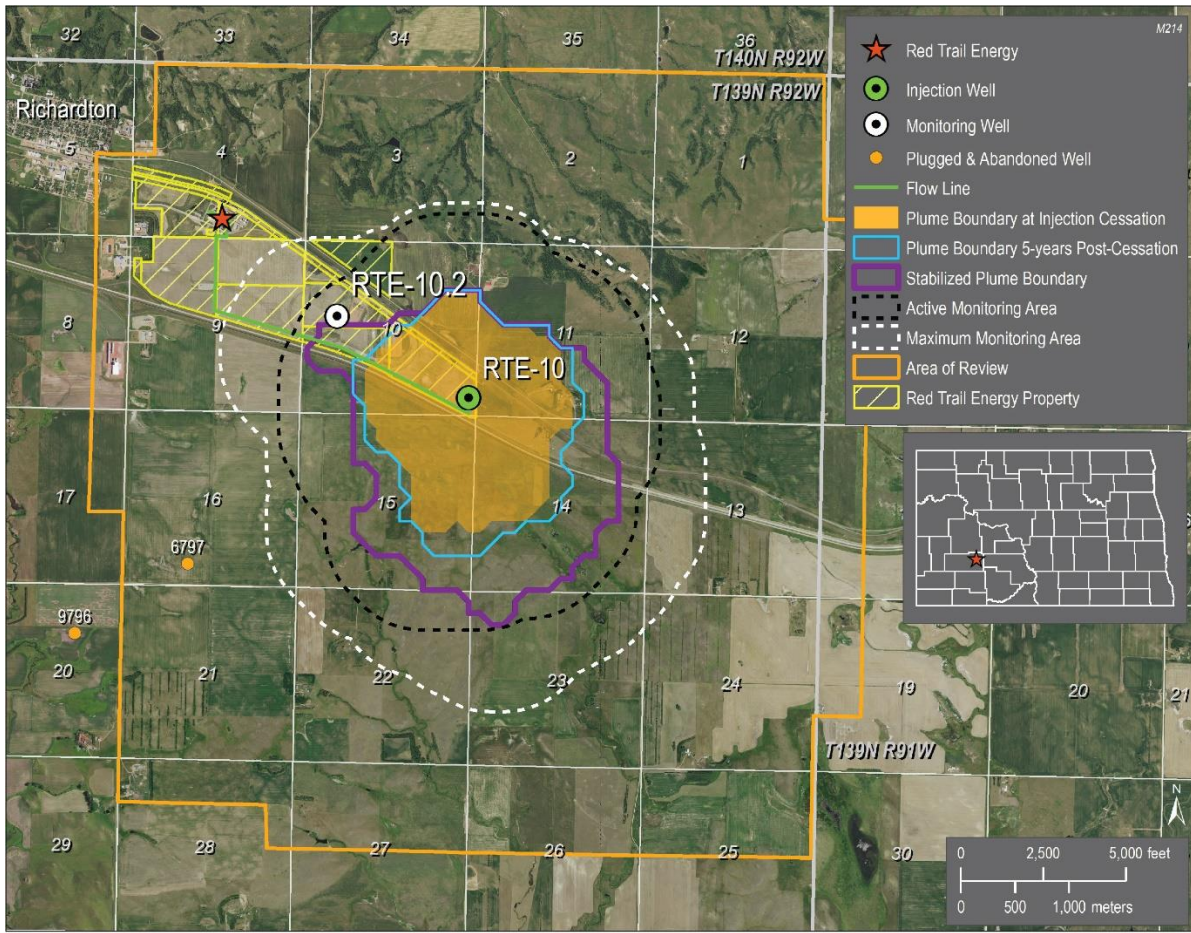 32
33
34
35
36
M214
T140N R92W
T139N R92W
Richardton
5
4
3
2
1
Red Trail Energy
Injection Well
Monitoring Well
Plugged & Abandoned Well
Flow Line
Plume Boundary at Injection Cessation
Plume Boundary 5-years Post-Cessation
Stabilized Plume Boundary
Active Monitoring Area
Maximum Monitoring Area
Area of Review
Red Trail Energy Property
RTE-10.2
8
9
10
11
12
RTE-10
17
16
15
14
13
6797
9796
20
21
22
23
24
19
20
21
T139N R91W
N
29
28
27
26
25
30
0 2,500 5,000 feet
0 500 1,000 meters